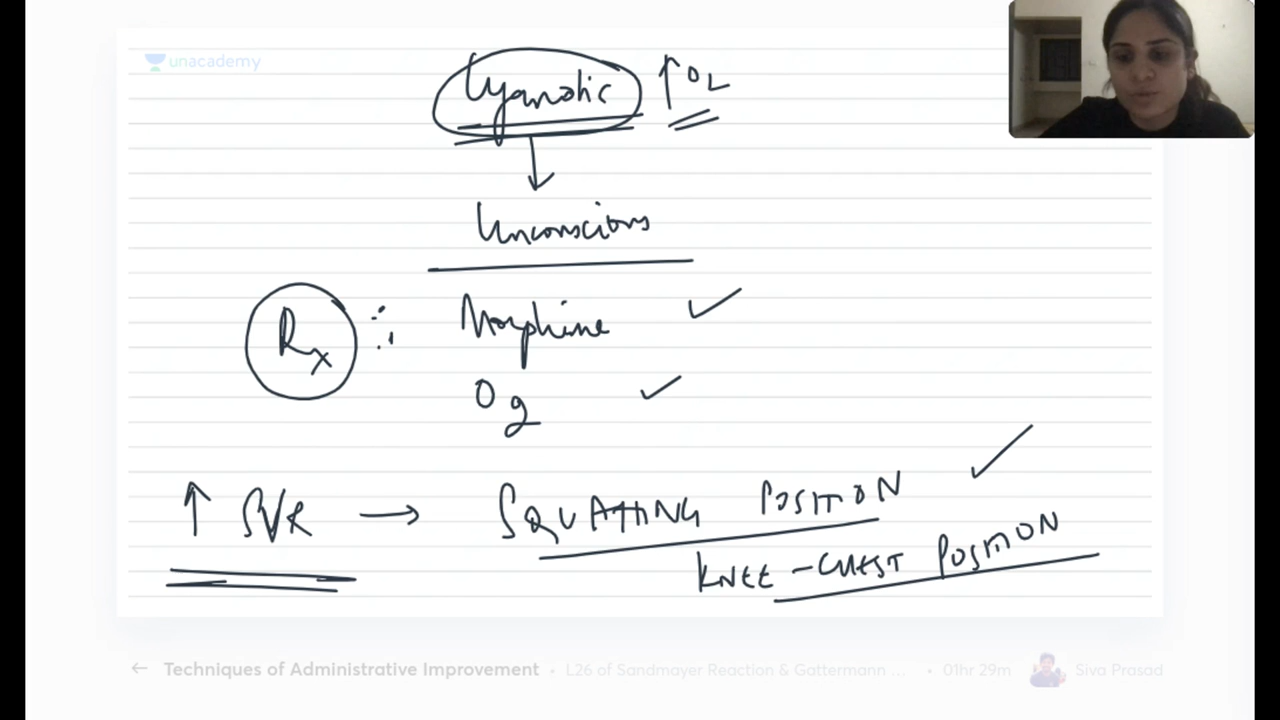 unacademy
Cyanotic ↑ O2
↓
Unconscious
Rx : Morphine ✓
O2 ✓
↑ SVR → SQUATTING POSITION ✓
KNEE - CHEST POSITION
← Techniques of Administrative Improvement • L26 of Sandmayer Reaction & Gattermann ... • 01hr 29m Siva Prasad